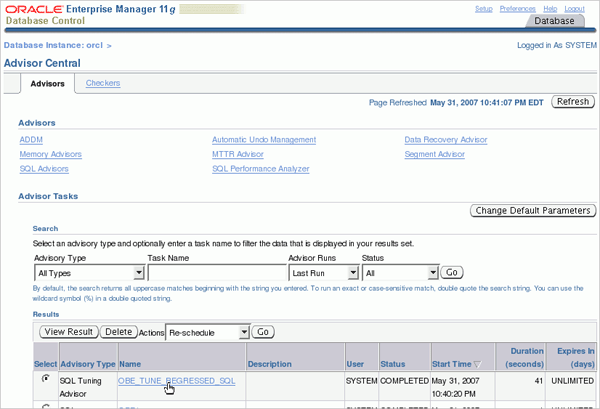 ORACLE Enterprise Manager 11g
Database Control
Setup Preferences Help Logout
Database
Database Instance: orcl >
Logged in As SYSTEM
Advisor Central
Advisors Checkers
Page Refreshed May 31, 2007 10:41:07 PM EDT Refresh
Advisors
ADDM Automatic Undo Management Data Recovery Advisor
Memory Advisors MTTR Advisor Segment Advisor
SQL Advisors SQL Performance Analyzer
Advisor Tasks
Change Default Parameters
Search
Select an advisory type and optionally enter a task name to filter the data that is displayed in your results set.
Advisory Type Task Name Advisor Runs Status
All Types Last Run All Go
By default, the search returns all uppercase matches beginning with the string you entered. To run an exact or case-sensitive match, double quote the search string. You can use the
wildcard symbol (%) in a double quoted string.
Results
View Result Delete Actions Re-schedule Go
Select Advisory Type Name Description User Status Start Time Duration (seconds) Expires In (days)
SQL Tuning Advisor OBE_TUNE_REGRESSED_SQL SYSTEM COMPLETED May 31, 2007 10:40:20 PM 41 UNLIMITED